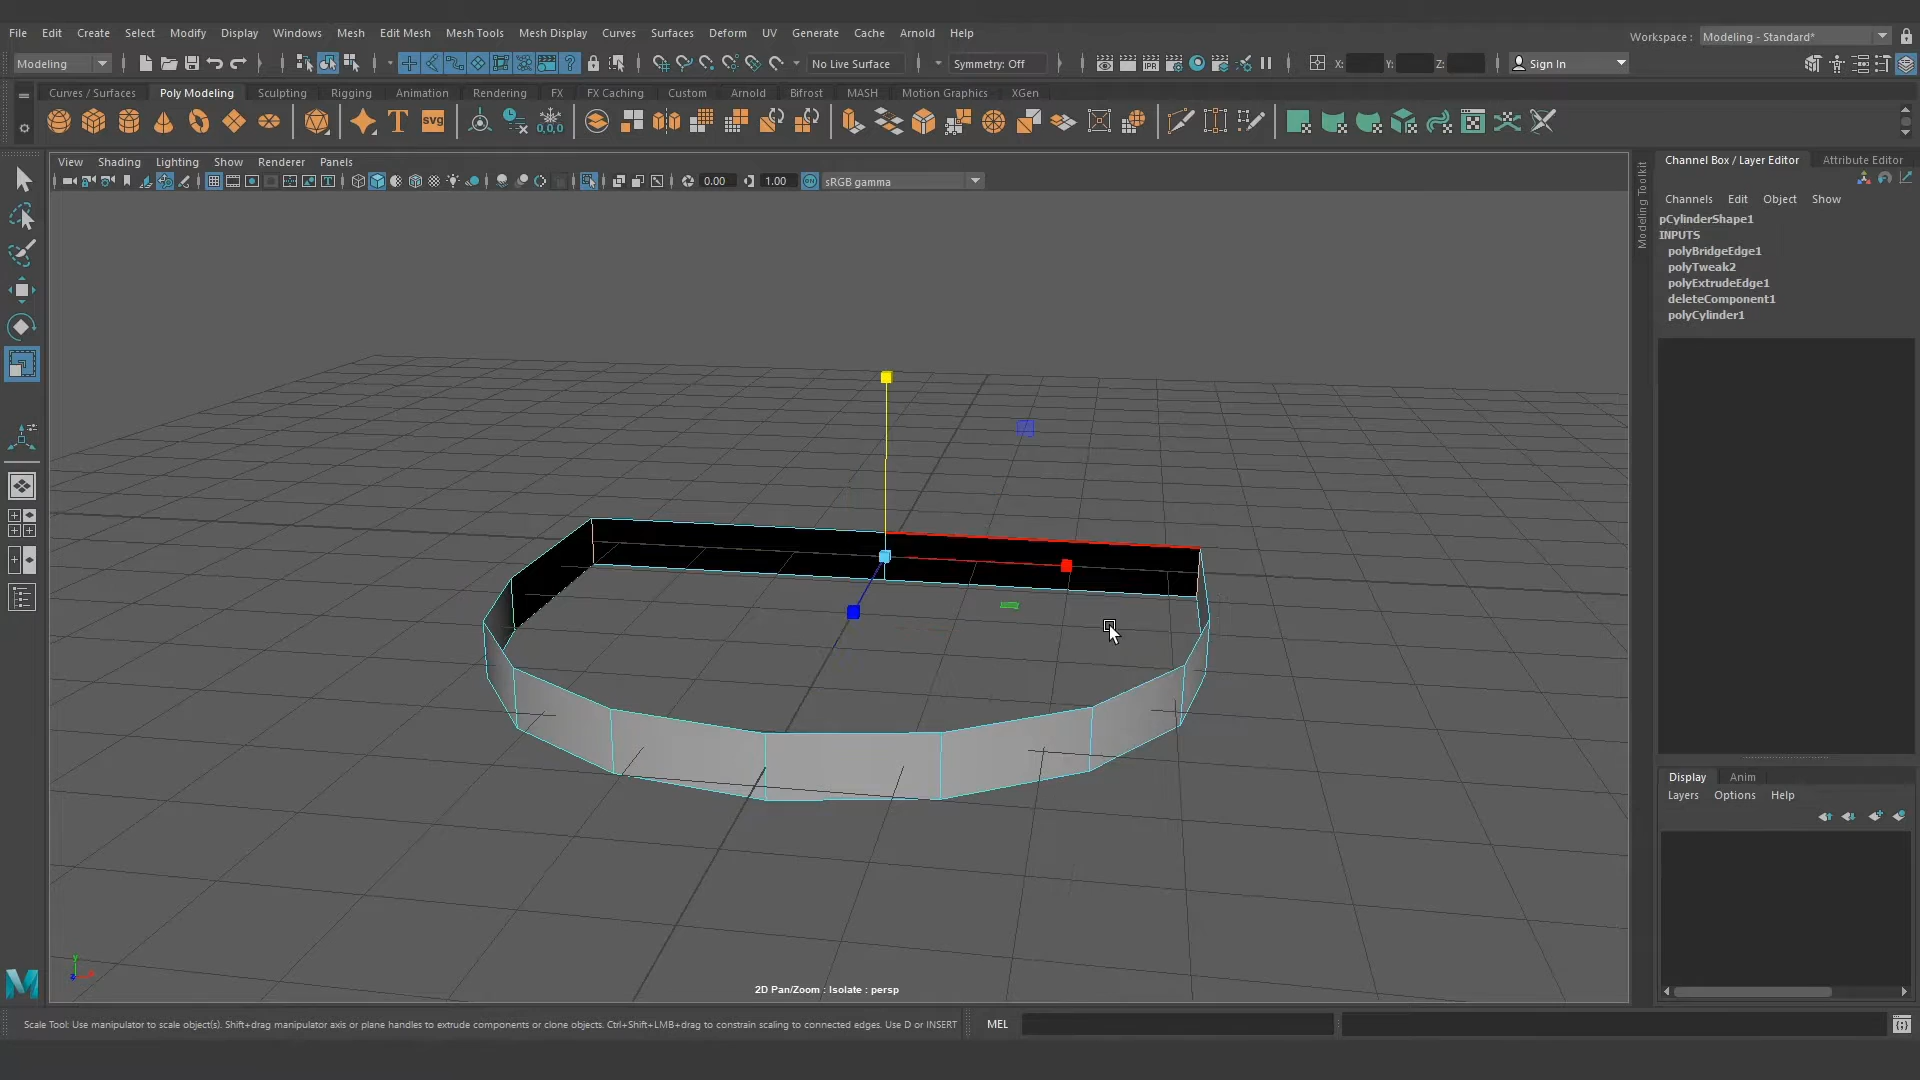 File Edit Create Select Modify Display Windows Mesh Edit Mesh Mesh Tools Mesh Display Curves Surfaces Deform UV Generate Cache Arnold Help
Workspace : Modeling - Standard*
Modeling No Live Surface Symmetry: Off X: Y: Z: Sign In
Curves / Surfaces Poly Modeling Sculpting Rigging Animation Rendering FX FX Caching Custom Arnold Bifrost MASH Motion Graphics XGen
T svg 0,0,0
View Shading Lighting Show Renderer Panels
0.00 1.00 sRGB gamma
Modeling Toolkit
Channel Box / Layer Editor Attribute Editor
Channels Edit Object Show
pCylinderShape1
INPUTS
polyBridgeEdge1
polyTweak2
polyExtrudeEdge1
deleteComponent1
polyCylinder1
Display Anim
Layers Options Help
2D Pan/Zoom : Isolate : persp
Scale Tool: Use manipulator to scale object(s). Shift+drag manipulator axis or plane handles to extrude components or clone objects. Ctrl+Shift+LMB+drag to constrain scaling to connected edges. Use D or INSERT
MEL